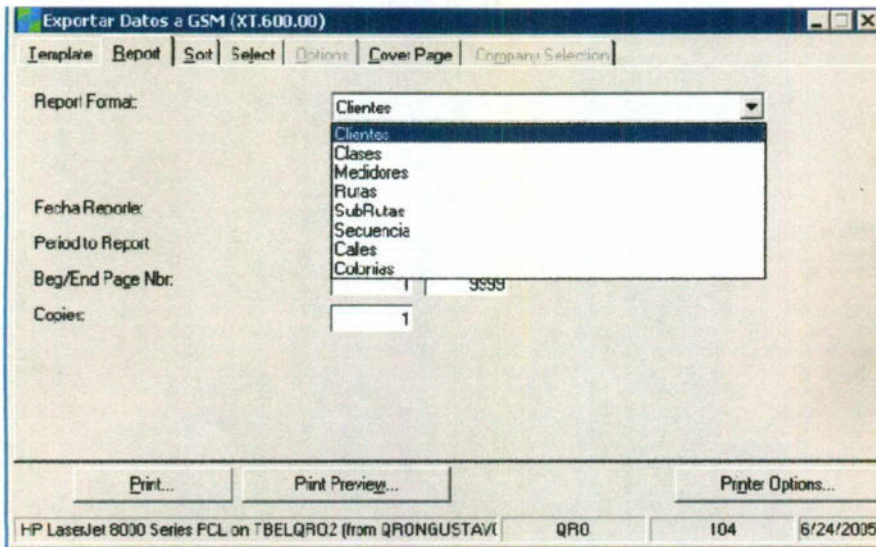 Exportar Datos a GSM (XT.600.00)
Template Report Sort Select Options Cover Page Company Selection
Report Format: Clientes
Clientes
Clases
Medidores
Rutas
Fecha Reporte: SubRutas
Secuencia
Period to Report Calles
Colonias
Beg/End Page Nbr: 1 9999
Copies: 1
Print... Print Preview... Printer Options...
HP LaserJet 8000 Series PCL on TBELQRO2 (from QRONGUSTAV( QRO 104 6/24/2005